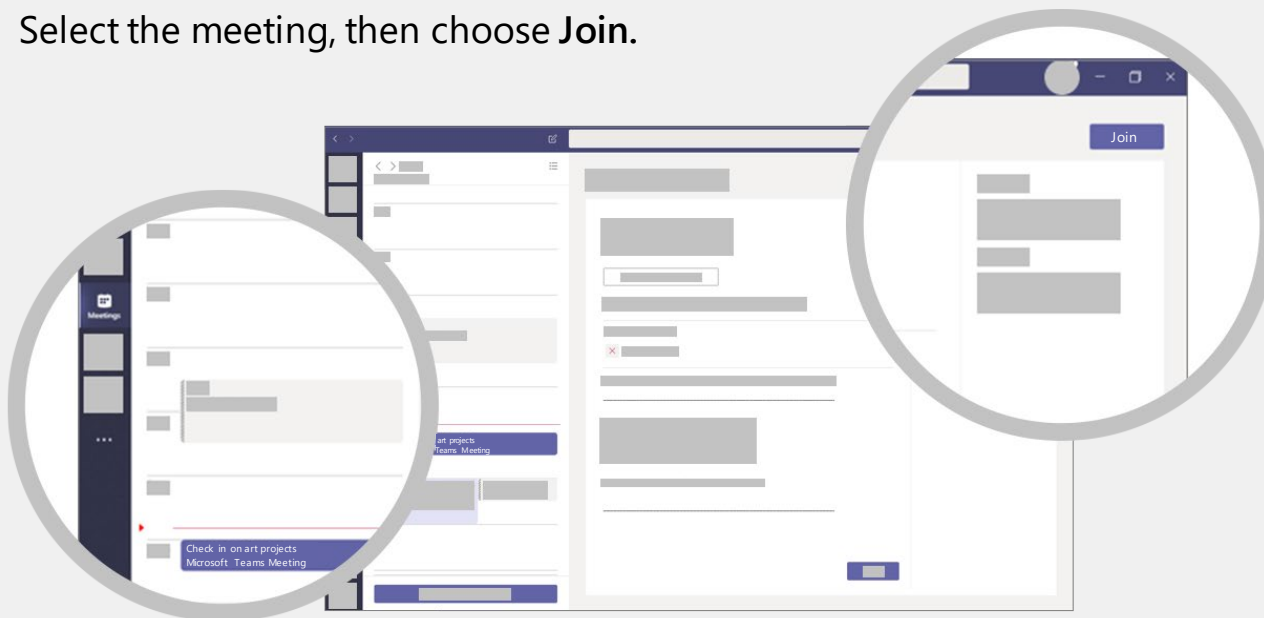 Select the meeting, then choose Join.
Join
Meetings
art projects
Teams Meeting
Check in on art projects
Microsoft Teams Meeting